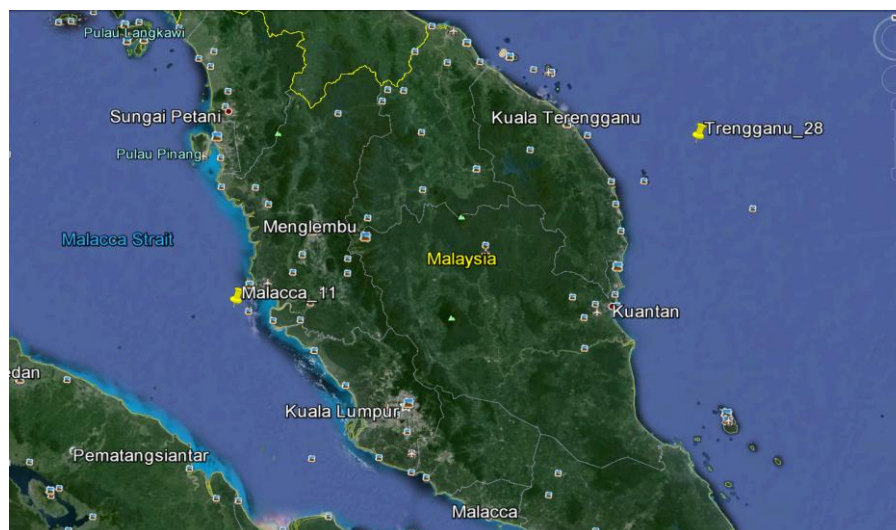 Pulau Langkawi
Sungai Petani
Kuala Terengganu
Trengganu_28
Pulau Pinang
Menglembu
Malacca Strait
Malaysia
Malacca_11
Kuantan
edan
Kuala Lumpur
Pematangsiantar
Malacca